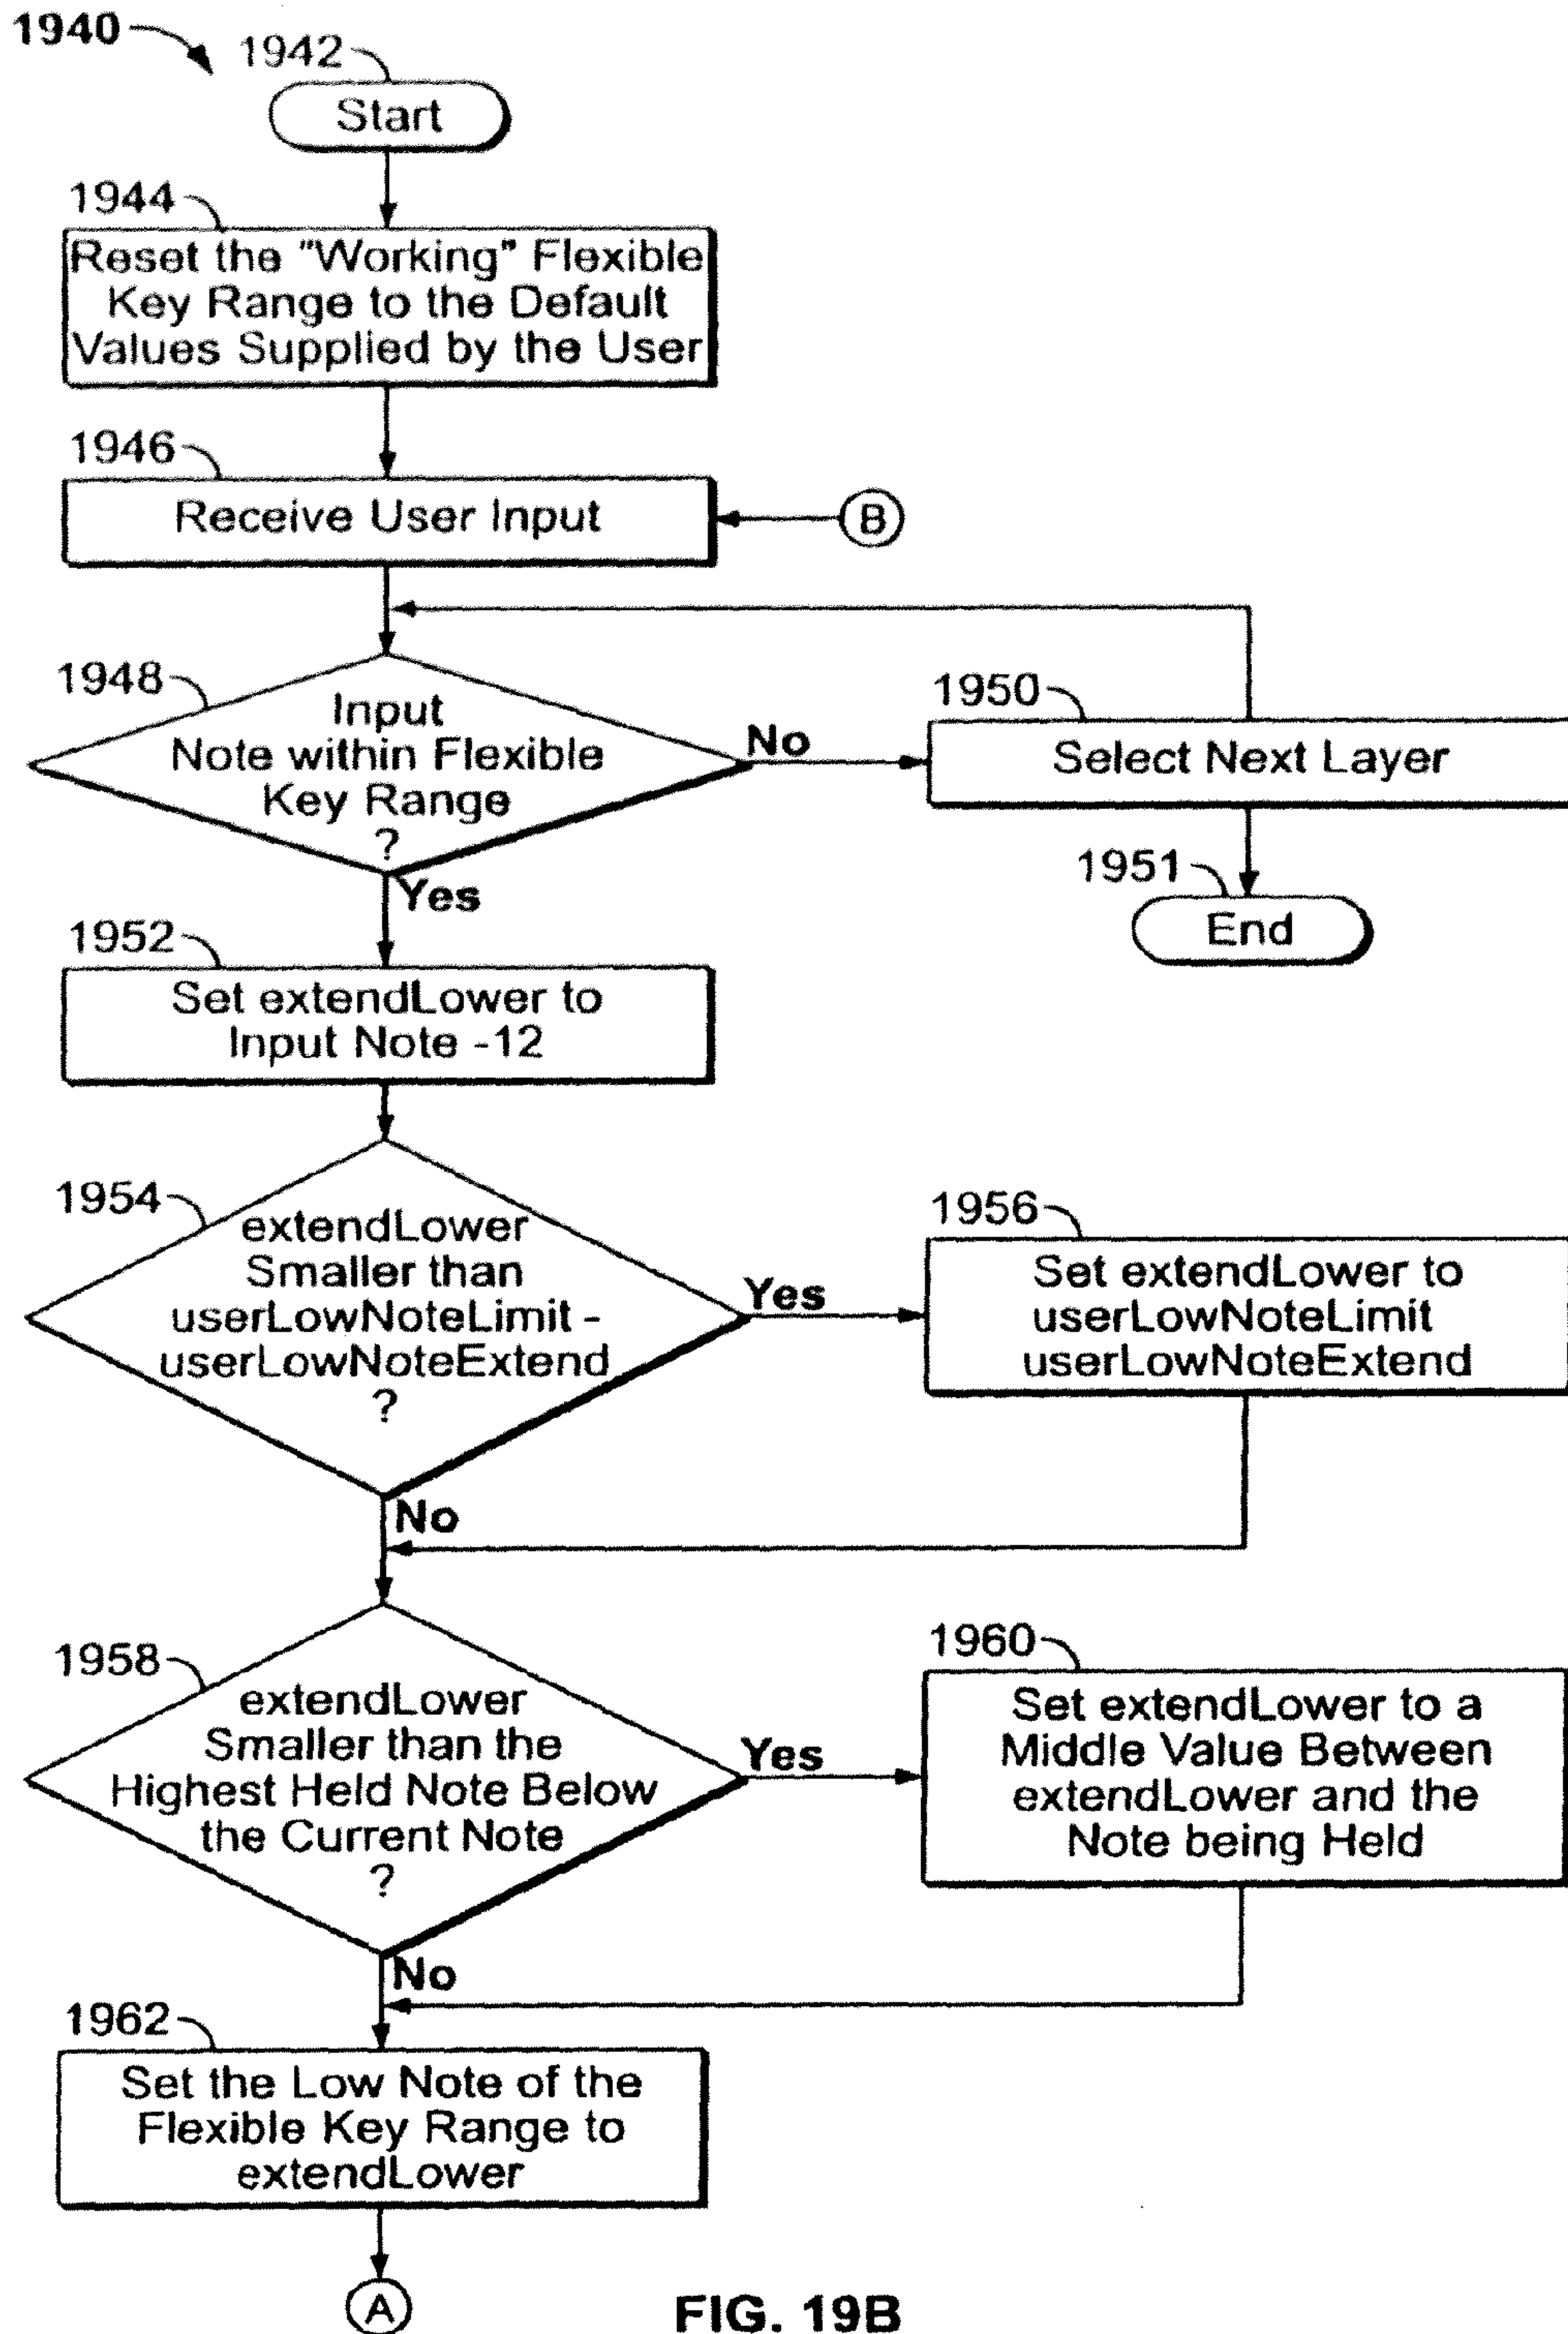 1940
1942
Start
1944
Reset the "Working" Flexible
Key Range to the Default
Values Supplied by the User
1946
Receive User Input
B
1948
Input
Note within Flexible
Key Range
?
No
1950
Select Next Layer
Yes
1951
End
1952
Set extendLower to
Input Note -12
1954
extendLower
Smaller than
userLowNoteLimit -
userLowNoteExtend
?
Yes
1956
Set extendLower to
userLowNoteLimit
userLowNoteExtend
No
1958
extendLower
Smaller than the
Highest Held Note Below
the Current Note
?
Yes
1960
Set extendLower to a
Middle Value Between
extendLower and the
Note being Held
No
1962
Set the Low Note of the
Flexible Key Range to
extendLower
A
FIG. 19B